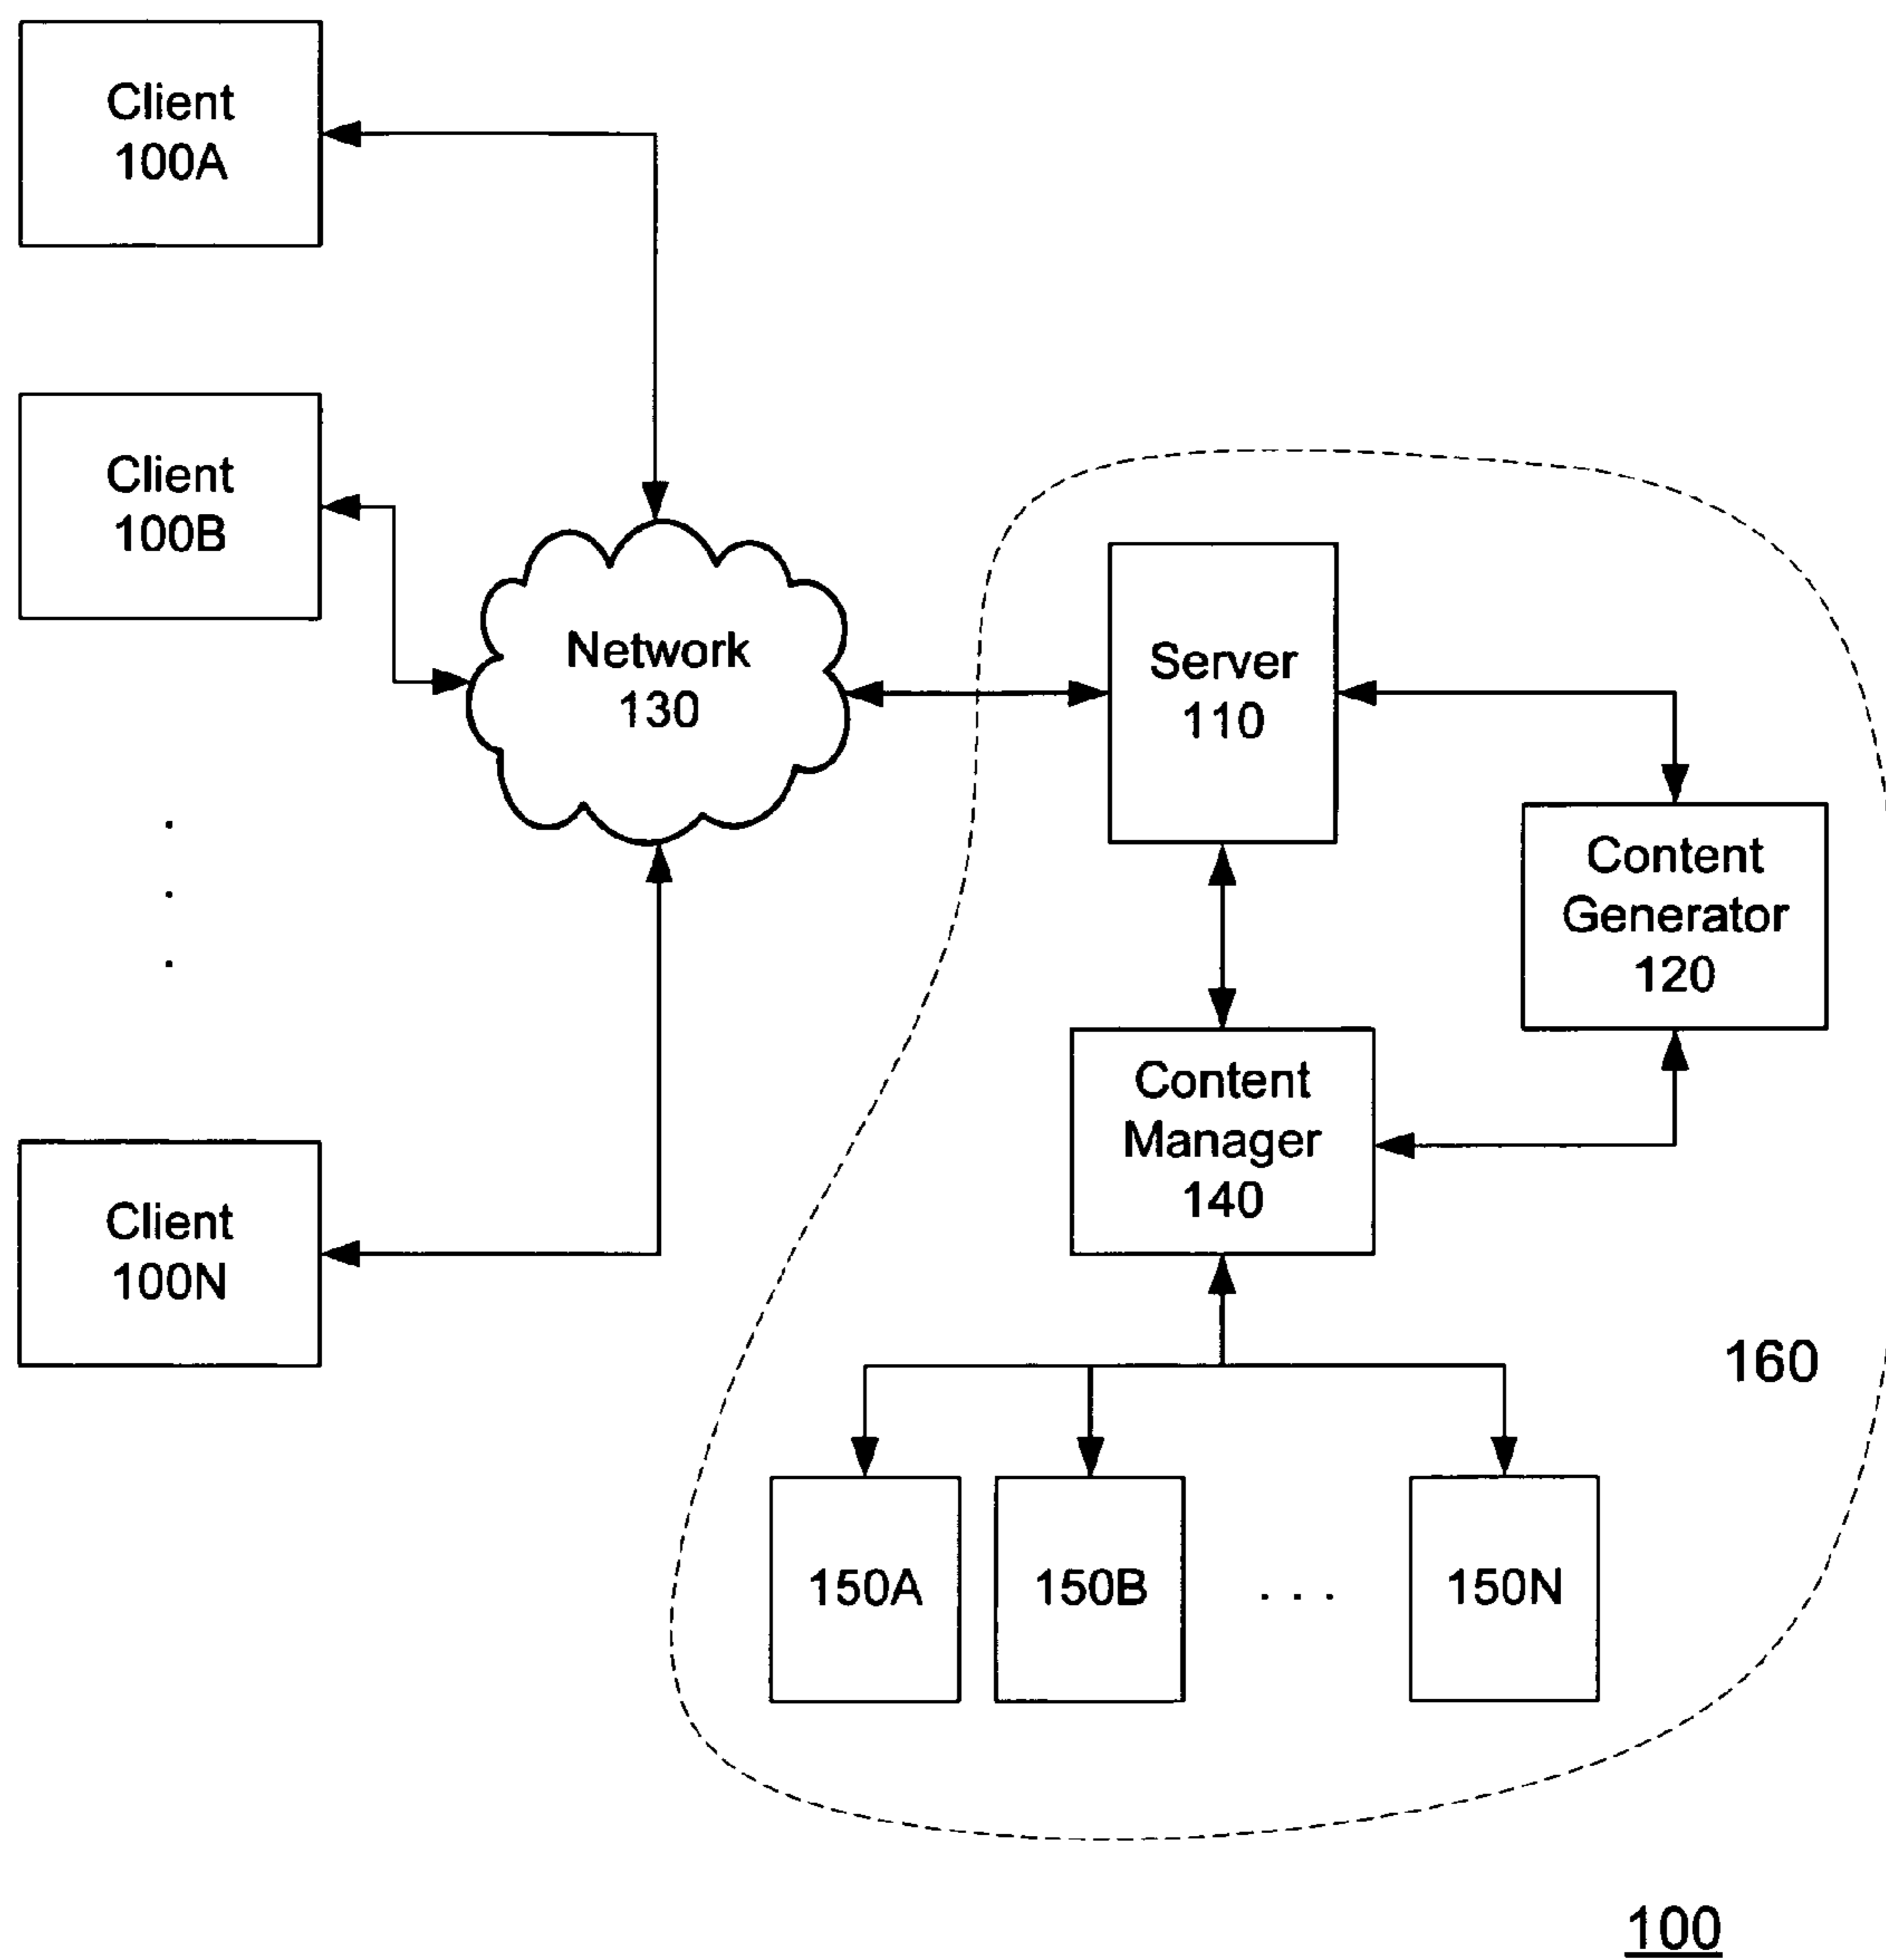 Client
100A
Client
100B
Network
130
Server
110
Content
Generator
120
.
.
.
Content
Manager
140
Client
100N
160
150A
150B
. . .
150N
100